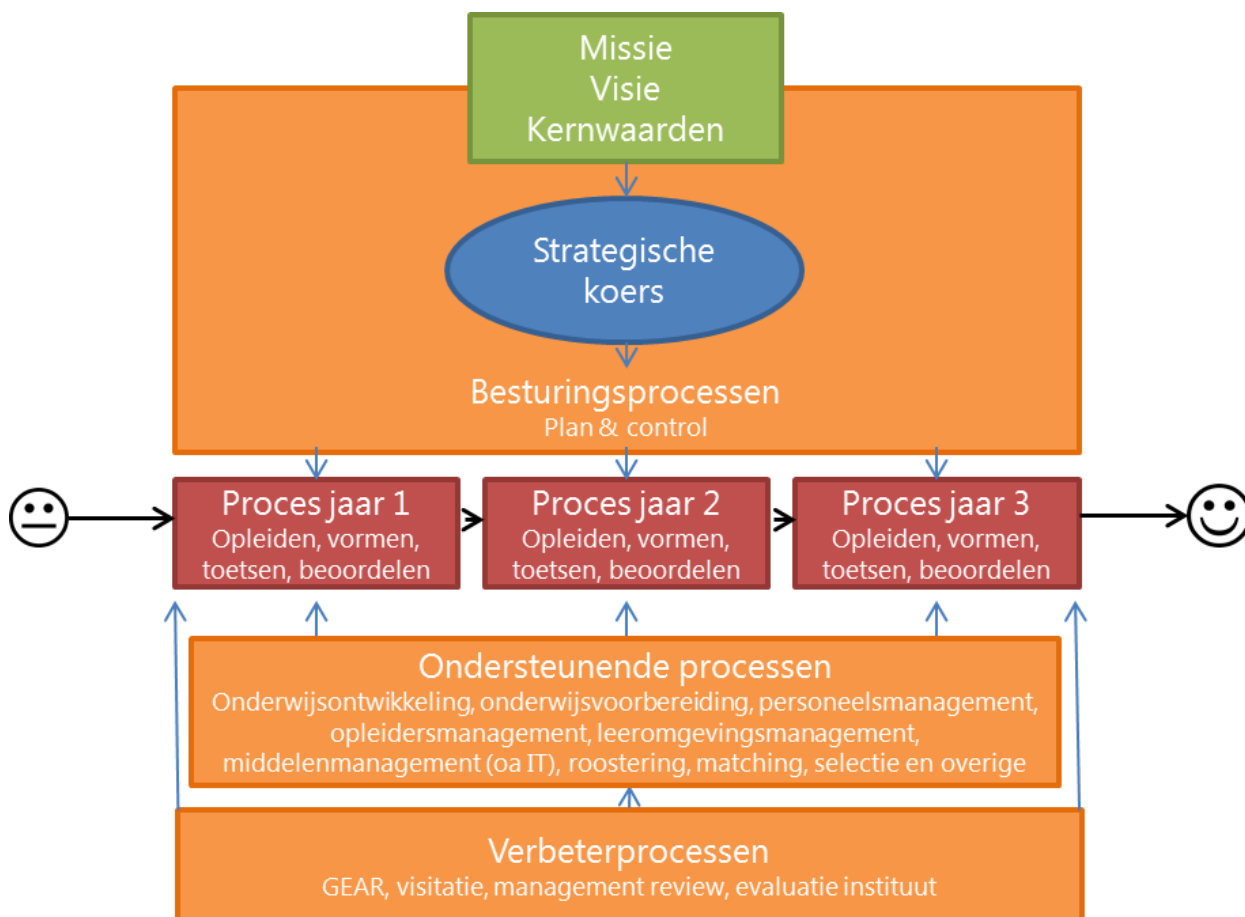 Missie
Visie
Kernwaarden
Strategische
koers
Besturingsprocessen
Plan & control
Proces jaar 1
Opleiden, vormen,
toetsen, beoordelen
Proces jaar 2
Opleiden, vormen,
toetsen, beoordelen
Proces jaar 3
Opleiden, vormen,
toetsen, beoordelen
Ondersteunende processen
Onderwijsontwikkeling, onderwijsvoorbereiding, personeelsmanagement,
opleidersmanagement, leeromgevingsmanagement,
middelenmanagement (oa IT), roostering, matching, selectie en overige
Verbeterprocessen
GEAR, visitatie, management review, evaluatie instituut